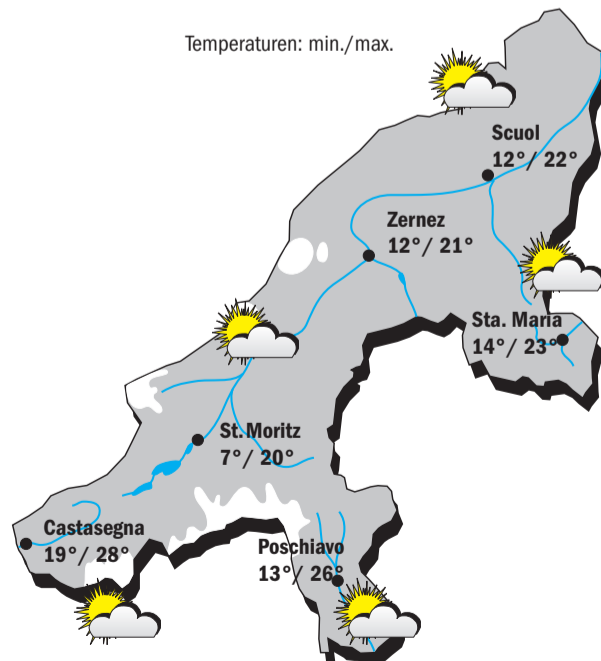 Temperaturen: min./max.
Scuol
12°/ 22°
Zernez
12°/ 21°
Sta. Maria
14°/ 23°
St. Moritz
7°/ 20°
Castasegna
19°/ 28°
Poschiavo
13°/ 26°